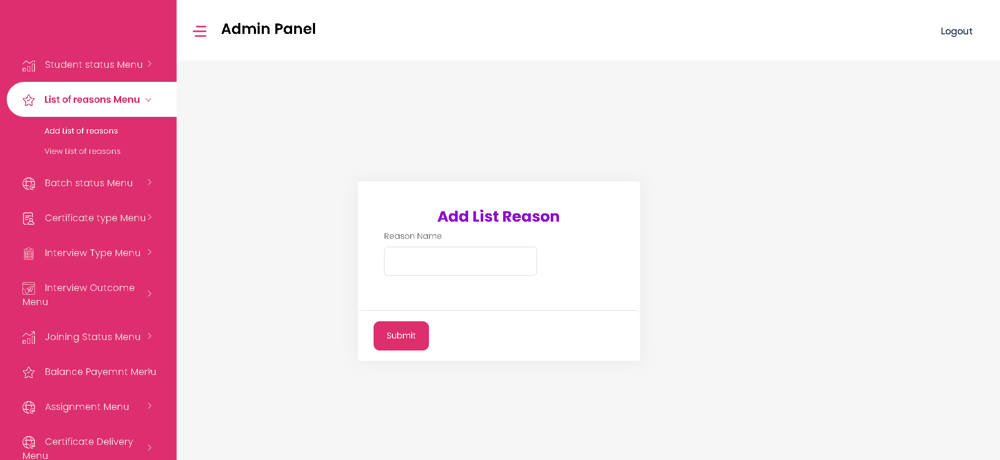 Admin Panel
Logout
Student status Menu
List of reasons Menu
Add List of reasons
View List of reasons
Batch status Menu
Certificate type Menu
Interview Type Menu
Interview Outcome
Menu
Joining Status Menu
Balance Payemnt Menu
Assignment Menu
Certificate Delivery
Menu
Add List Reason
Reason Name
Submit